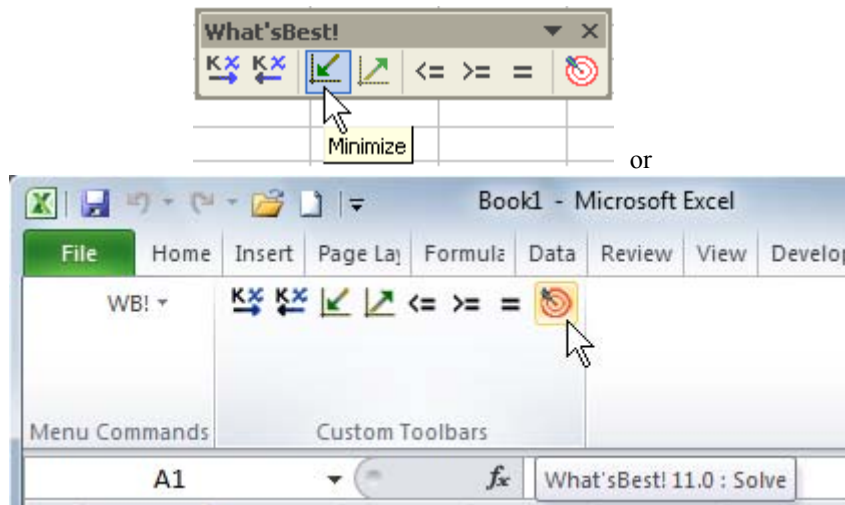 What'sBest!
K x K x <= >= =
Minimize
or
Book1 - Microsoft Excel
File Home Insert Page Lay Formula Data Review View Develop
WB! K x K x <= >= =
Menu Commands Custom Toolbars
A1 fx What'sBest! 11.0 : Solve